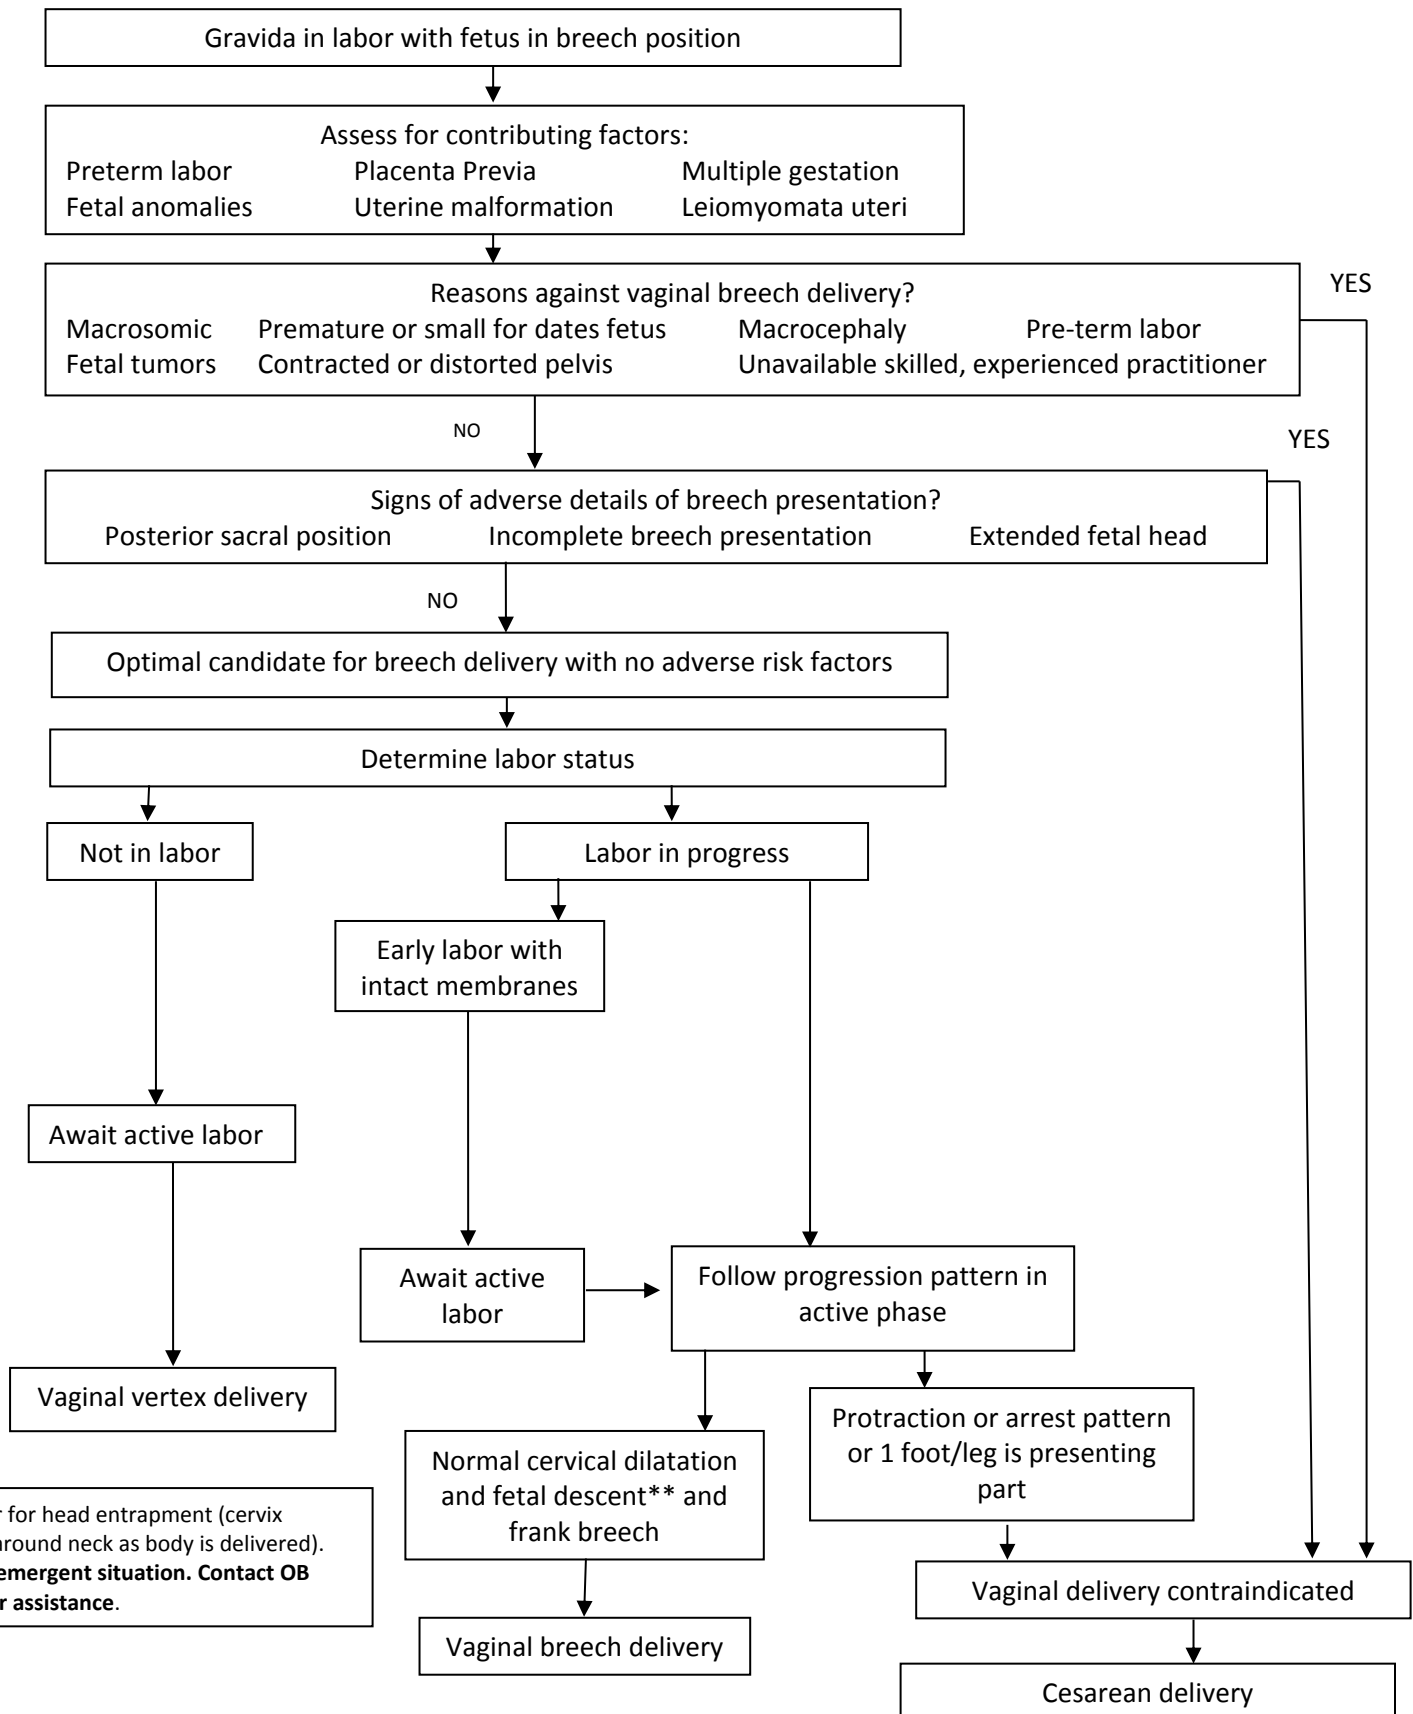 Gravida in labor with fetus in breech position
Assess for contributing factors:
Preterm labor Placenta Previa Multiple gestation
Fetal anomalies Uterine malformation Leiomyomata uteri
Reasons against vaginal breech delivery?
Macrosomic Premature or small for dates fetus Macrocephaly Pre-term labor
Fetal tumors Contracted or distorted pelvis Unavailable skilled, experienced practitioner
YES
NO
YES
Signs of adverse details of breech presentation?
Posterior sacral position Incomplete breech presentation Extended fetal head
NO
Optimal candidate for breech delivery with no adverse risk factors
Determine labor status
Not in labor
Labor in progress
Early labor with
intact membranes
Await active labor
Await active
labor
Follow progression pattern in
active phase
Vaginal vertex delivery
Protraction or arrest pattern
or 1 foot/leg is presenting
part
Normal cervical dilatation
and fetal descent** and
frank breech
for head entrapment (cervix
around neck as body is delivered).
emergent situation. Contact OB
assistance.
Vaginal delivery contraindicated
Vaginal breech delivery
Cesarean delivery